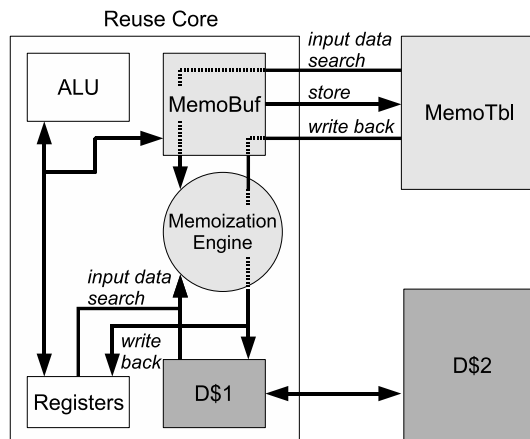 Reuse Core
input data
search
ALU
MemoBuf
store
MemoTbl
write back
Memoization
Engine
input data
search
write
back
Registers
D$1
D$2